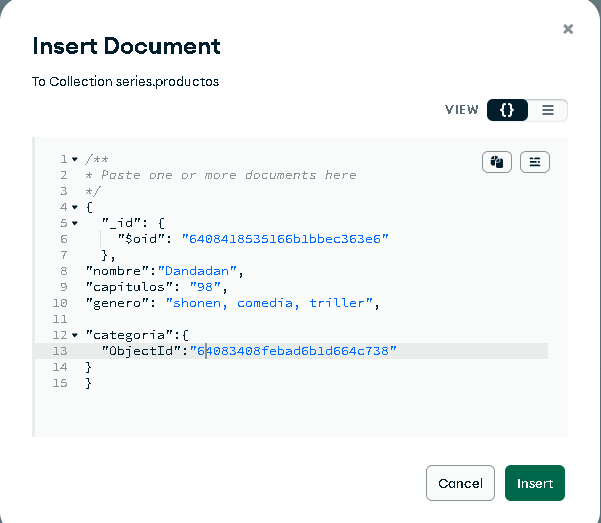 ×
Insert Document
To Collection series.productos
VIEW {} ☰
1 /**
2 * Paste one or more documents here
3 */
4 {
5 "_id": {
6 "$oid": "6408418535166b1bbec363e6"
7 },
8 "nombre":"Dandadan",
9 "capitulos": "98",
10 "genero": "shonen, comedia, triller",
11
12 "categoria":{
13 "ObjectId":"64083408febad6b1d664c738"
14 }
15 }
Cancel Insert